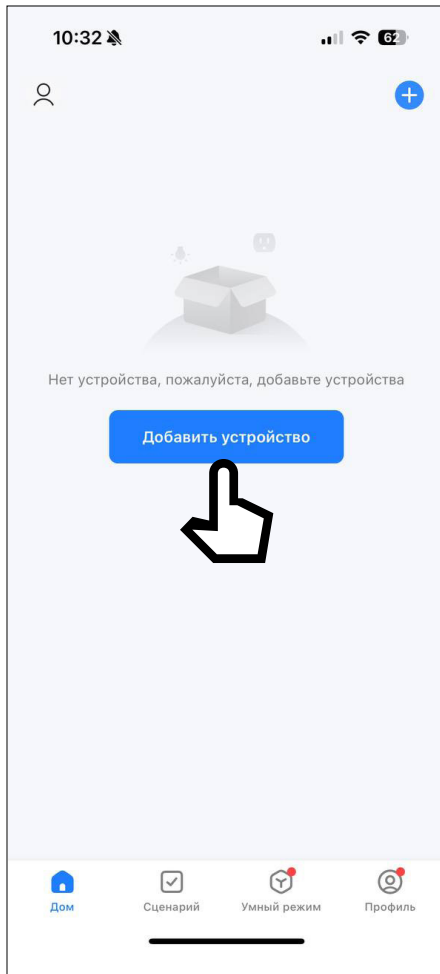 10:32
62
Нет устройства, пожалуйста, добавьте устройства
Добавить устройство
Дом
Сценарий
Умный режим
Профиль